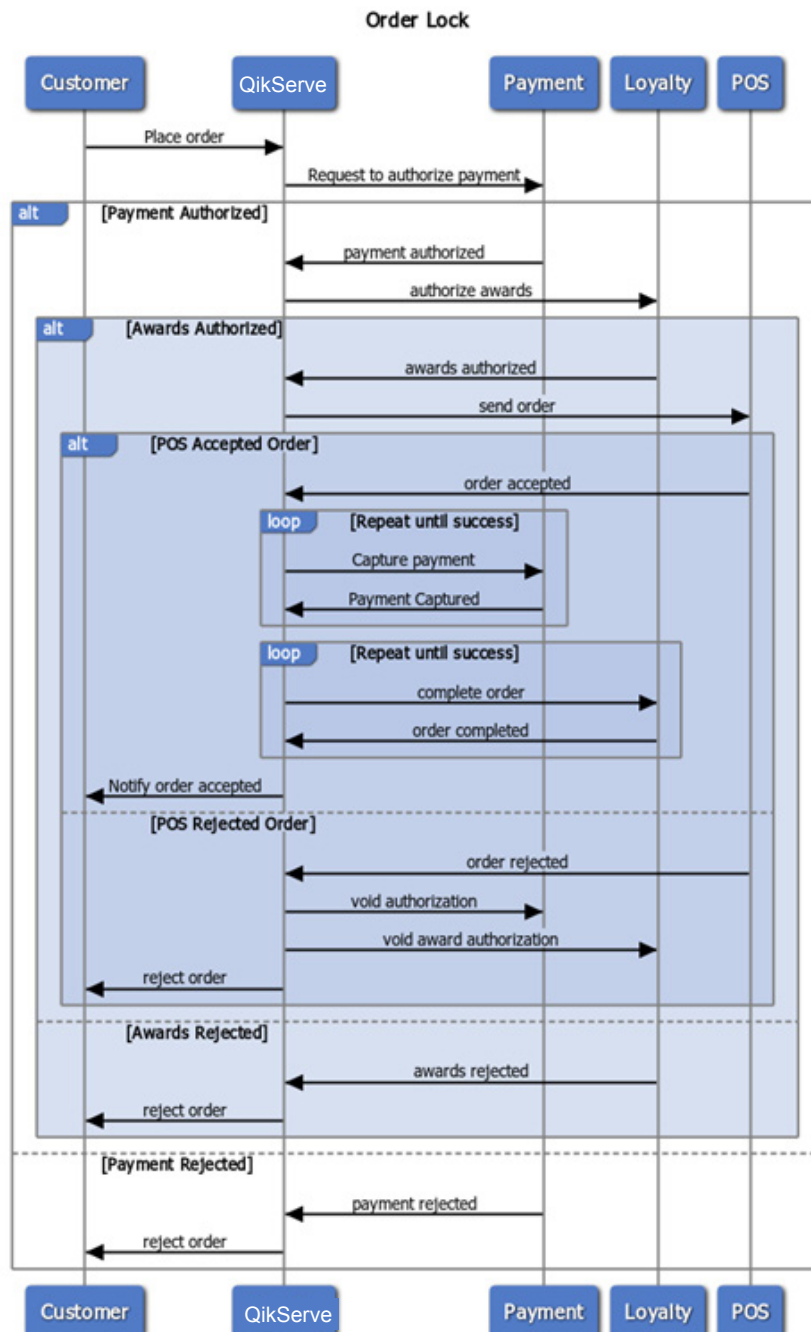 Order Lock
Customer QikServe Payment Loyalty POS
Place order
Request to authorize payment
alt [Payment Authorized]
payment authorized
authorize awards
alt [Awards Authorized]
awards authorized
send order
alt [POS Accepted Order]
order accepted
loop [Repeat until success]
Capture payment
Payment Captured
loop [Repeat until success]
complete order
order completed
Notify order accepted
[POS Rejected Order]
order rejected
void authorization
void award authorization
reject order
[Awards Rejected]
awards rejected
reject order
[Payment Rejected]
payment rejected
reject order
Customer QikServe Payment Loyalty POS